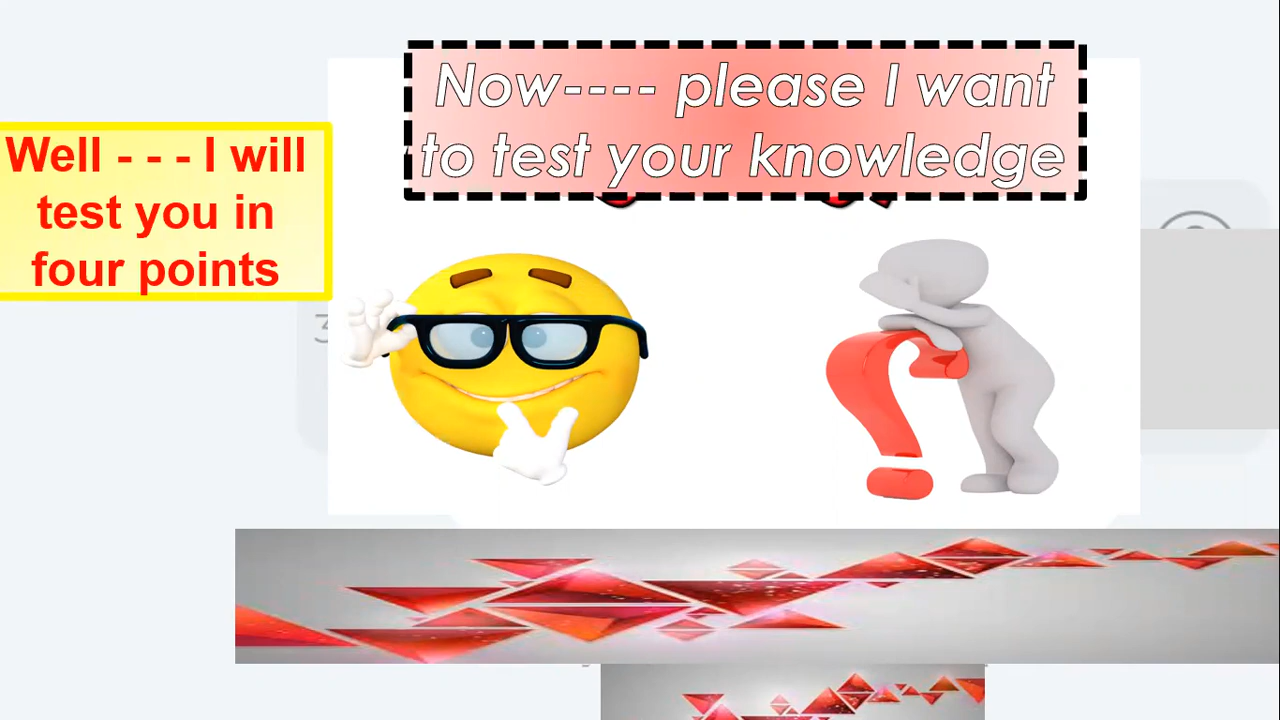 Now---- please I want
to test your knowledge
Well - - - I will
test you in
four points